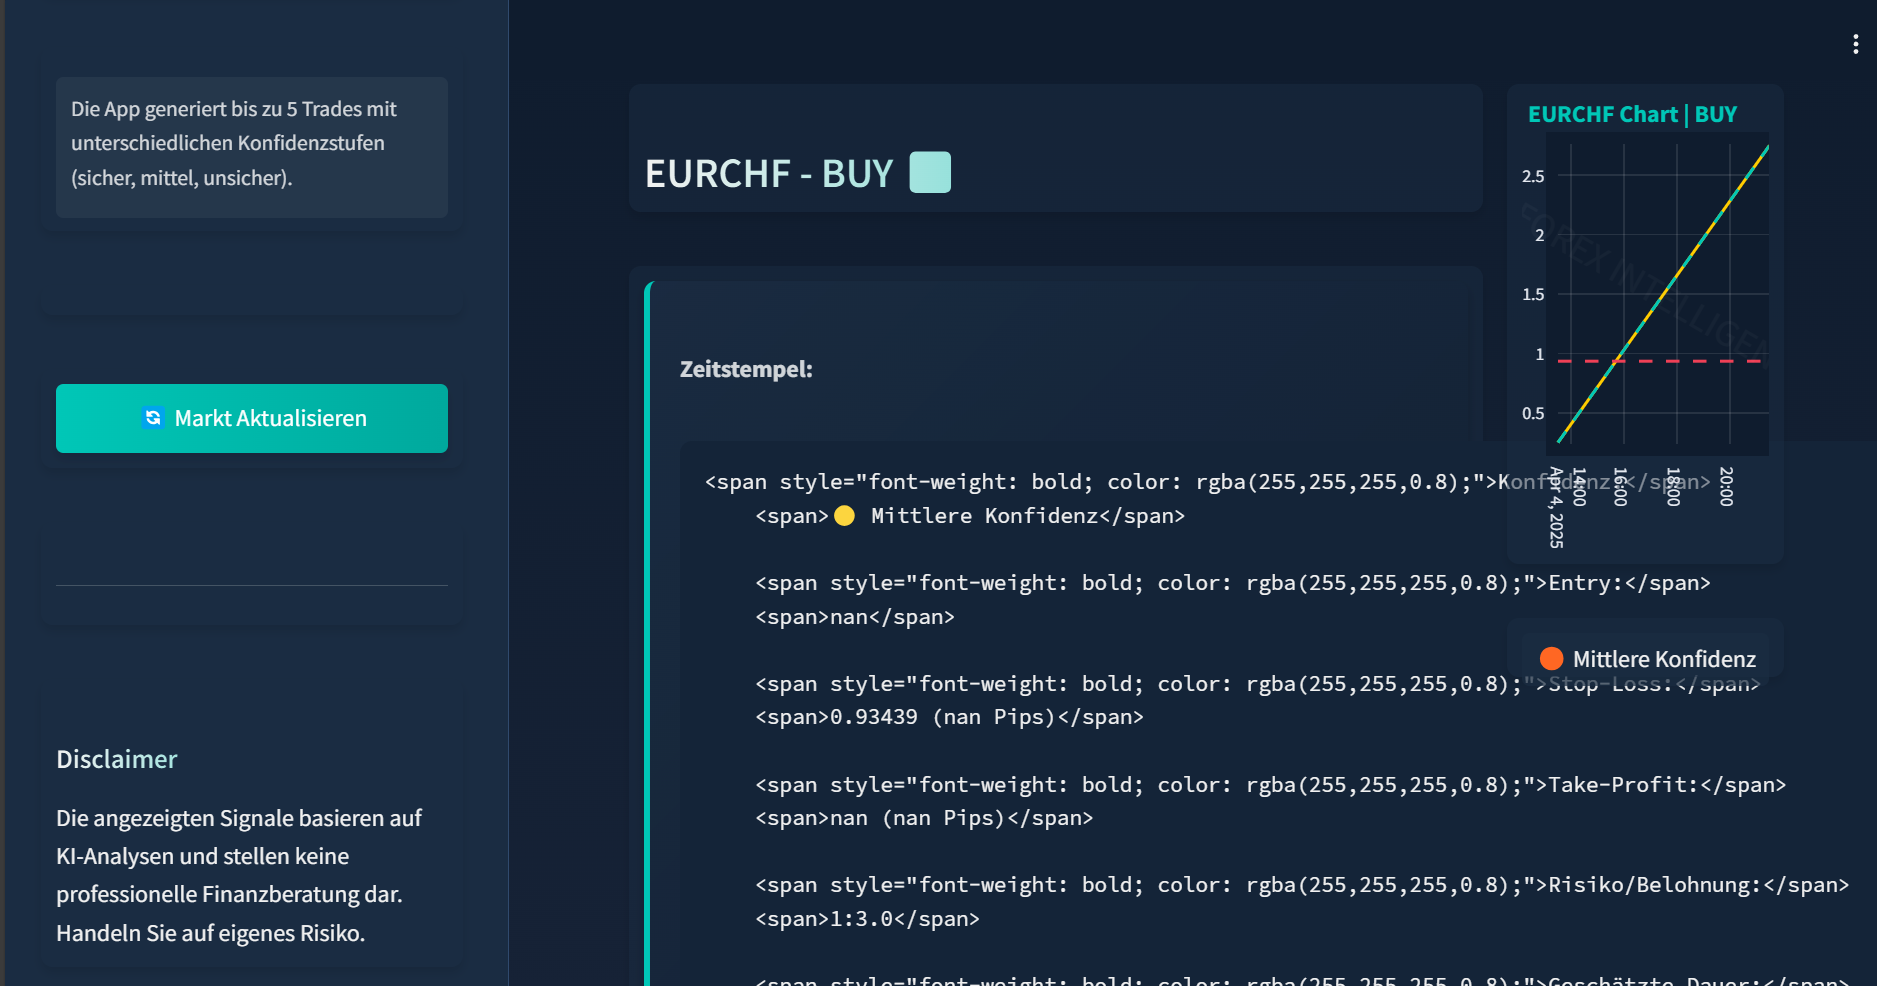 Die App generiert bis zu 5 Trades mit
unterschiedlichen Konfidenzstufen
(sicher, mittel, unsicher).
Markt Aktualisieren
Disclaimer
Die angezeigten Signale basieren auf
KI-Analysen und stellen keine
professionelle Finanzberatung dar.
Handeln Sie auf eigenes Risiko.
EURCHF - BUY
Zeitstempel:
<span style="font-weight: bold; color: rgba(255,255,255,0.8);">Konfidenz:</span>
<span>🟡 Mittlere Konfidenz</span>
<span style="font-weight: bold; color: rgba(255,255,255,0.8);">Entry:</span>
<span>nan</span>
<span style="font-weight: bold; color: rgba(255,255,255,0.8);">Stop-Loss:</span>
<span>0.93439 (nan Pips)</span>
<span style="font-weight: bold; color: rgba(255,255,255,0.8);">Take-Profit:</span>
<span>nan (nan Pips)</span>
<span style="font-weight: bold; color: rgba(255,255,255,0.8);">Risiko/Belohnung:</span>
<span>1:3.0</span>
<span style="font-weight: bold; color: rgba(255,255,255,0.8);">Geschätzte Dauer:</span>
EURCHF Chart | BUY
2.5
2
1.5
1
0.5
FOREX INTELLIGEN
14:00
16:00
18:00
20:00
Apr 4, 2025
Mittlere Konfidenz